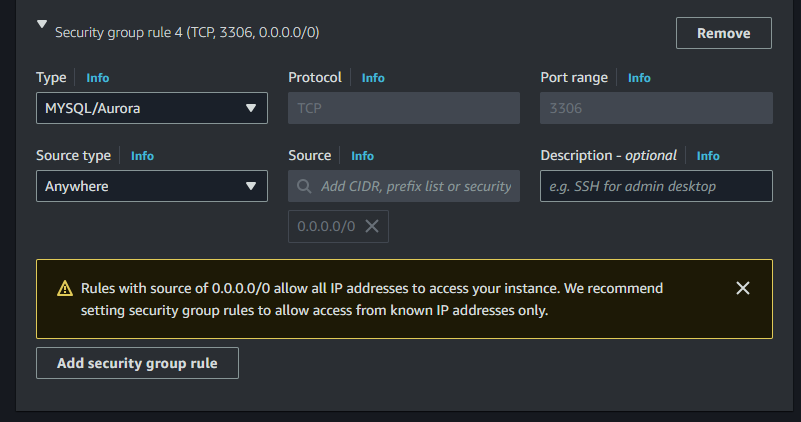 Security group rule 4 (TCP, 3306, 0.0.0.0/0)
Remove
Type Info
Protocol Info
Port range Info
MYSQL/Aurora
TCP
3306
Source type Info
Source Info
Description - optional Info
Anywhere
Add CIDR, prefix list or security
e.g. SSH for admin desktop
0.0.0.0/0
Rules with source of 0.0.0.0/0 allow all IP addresses to access your instance. We recommend
setting security group rules to allow access from known IP addresses only.
Add security group rule